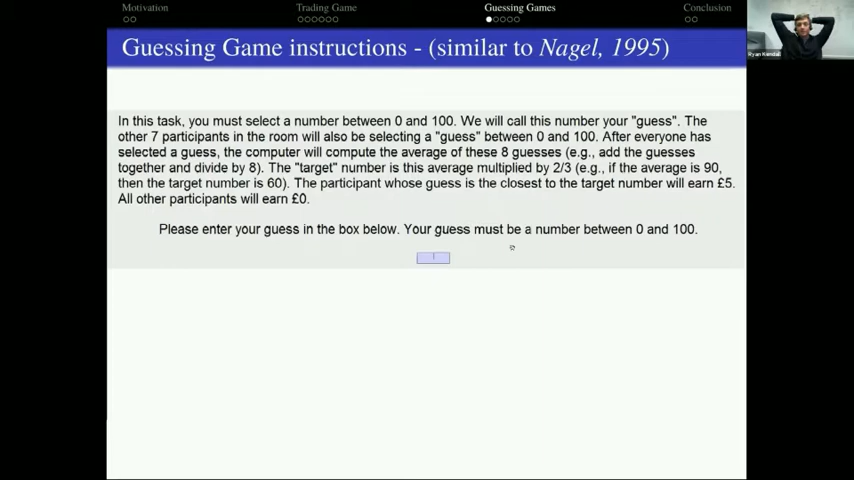 Motivation
Trading Game
Guessing Games
Conclusion
Guessing Game instructions - (similar to Nagel, 1995)
Ryan Kendall
In this task, you must select a number between 0 and 100. We will call this number your "guess". The
other 7 participants in the room will also be selecting a "guess" between 0 and 100. After everyone has
selected a guess, the computer will compute the average of these 8 guesses (e.g., add the guesses
together and divide by 8). The "target" number is this average multiplied by 2/3 (e.g., if the average is 90,
then the target number is 60). The participant whose guess is the closest to the target number will earn £5.
All other participants will earn £0.
Please enter your guess in the box below. Your guess must be a number between 0 and 100.